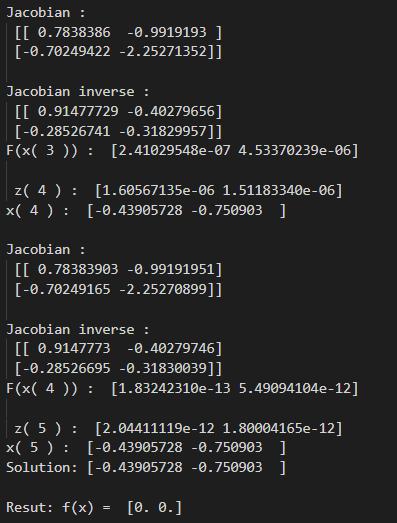 Jacobian :
[[ 0.7838386  -0.9919193 ]
[-0.70249422 -2.25271352]]
Jacobian inverse :
[[ 0.91477729 -0.40279656]
[-0.28526741 -0.31829957]]
F(x( 3 )) :  [2.41029548e-07 4.53370239e-06]
z( 4 ) :  [1.60567135e-06 1.51183340e-06]
x( 4 ) :  [-0.43905728 -0.750903  ]
Jacobian :
[[ 0.78383903 -0.99191951]
[-0.70249165 -2.25270899]]
Jacobian inverse :
[[ 0.9147773  -0.40279746]
[-0.28526695 -0.31830039]]
F(x( 4 )) :  [1.83242310e-13 5.49094104e-12]
z( 5 ) :  [2.04411119e-12 1.80004165e-12]
x( 5 ) :  [-0.43905728 -0.750903  ]
Solution: [-0.43905728 -0.750903  ]
Resut: f(x) =  [0. 0.]